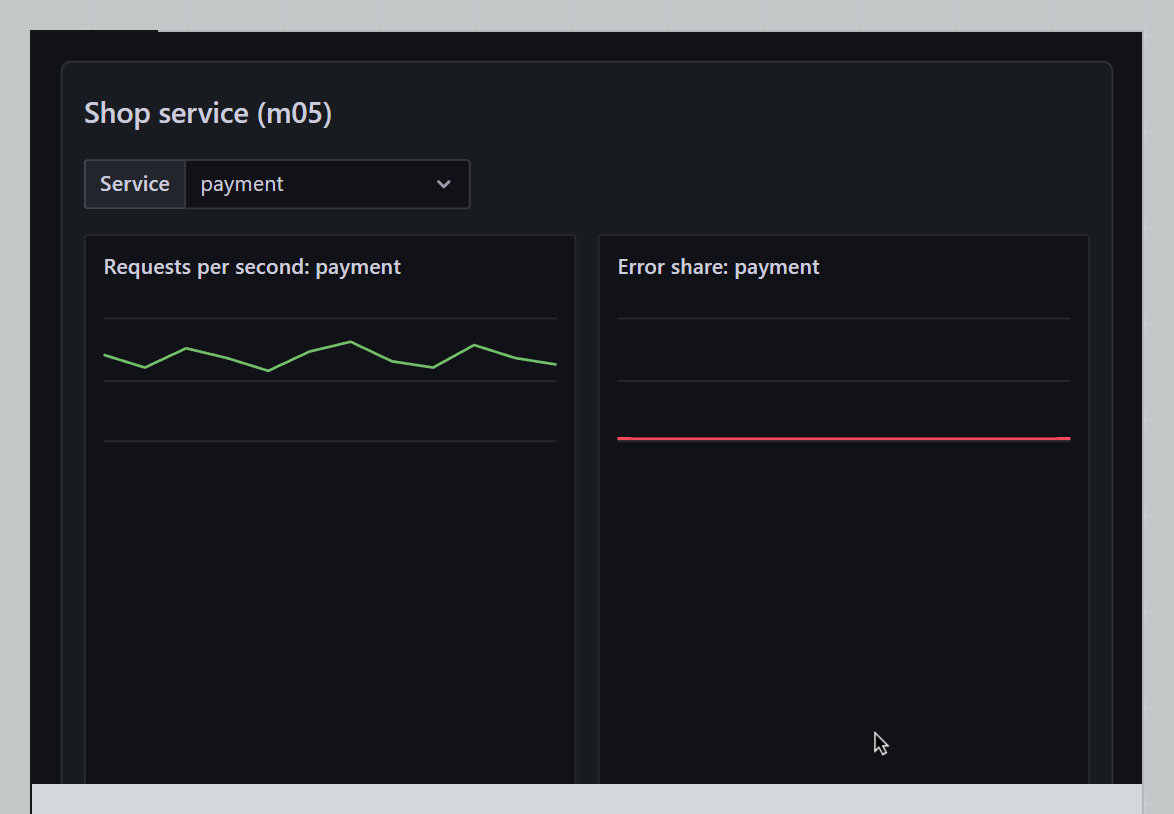 Shop service (m05)
Service payment
Requests per second: payment
Error share: payment